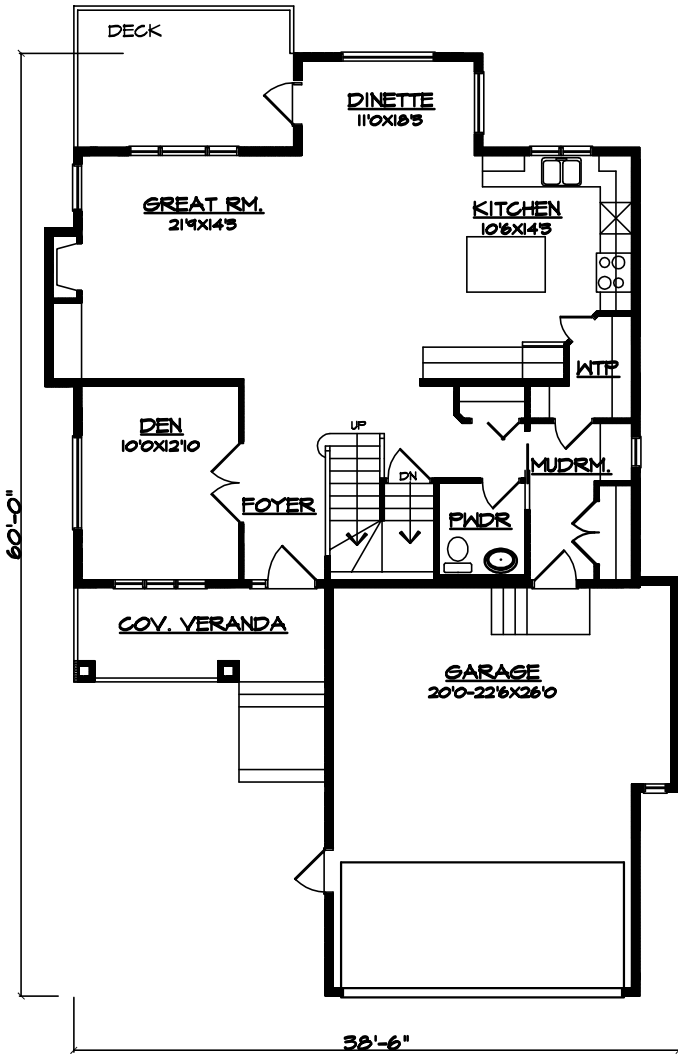 DECK
DINETTE
11'0X18'3
GREAT RM.
21'9X14'3
KITCHEN
10'6X14'3
WTP
DEN
10'0X12'10
UP
DN
MUDRM.
FOYER
PWDR
60'-0"
COV. VERANDA
GARAGE
20'0-22'6X26'0
38'-6"